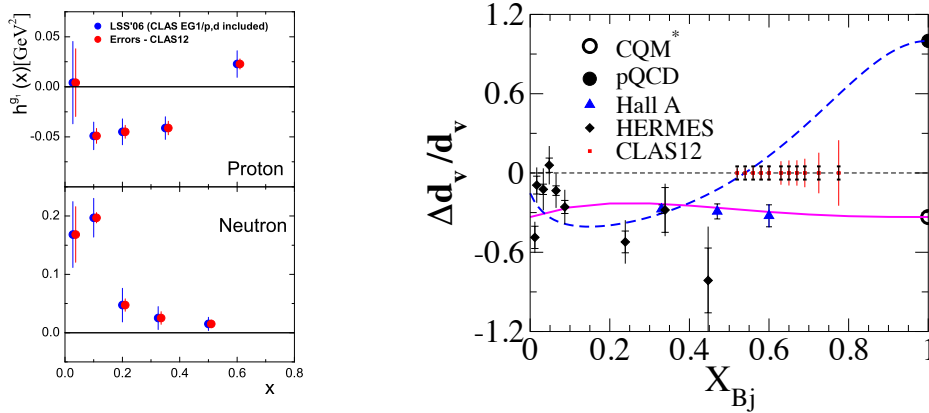 LSS'06 (CLAS EG1/p,d included)
Errors - CLAS12
0.05
0.00
-0.05
h^g₁ (x)[GeV²]
Proton
Neutron
0.2
0.1
0.0
0.0 0.2 0.4 0.6 0.8
x
1.2
0.6
0
-0.6
-1.2
Δd_v/d_v
CQM*
pQCD
Hall A
HERMES
CLAS12
0 0.2 0.4 0.6 0.8 1
X_Bj